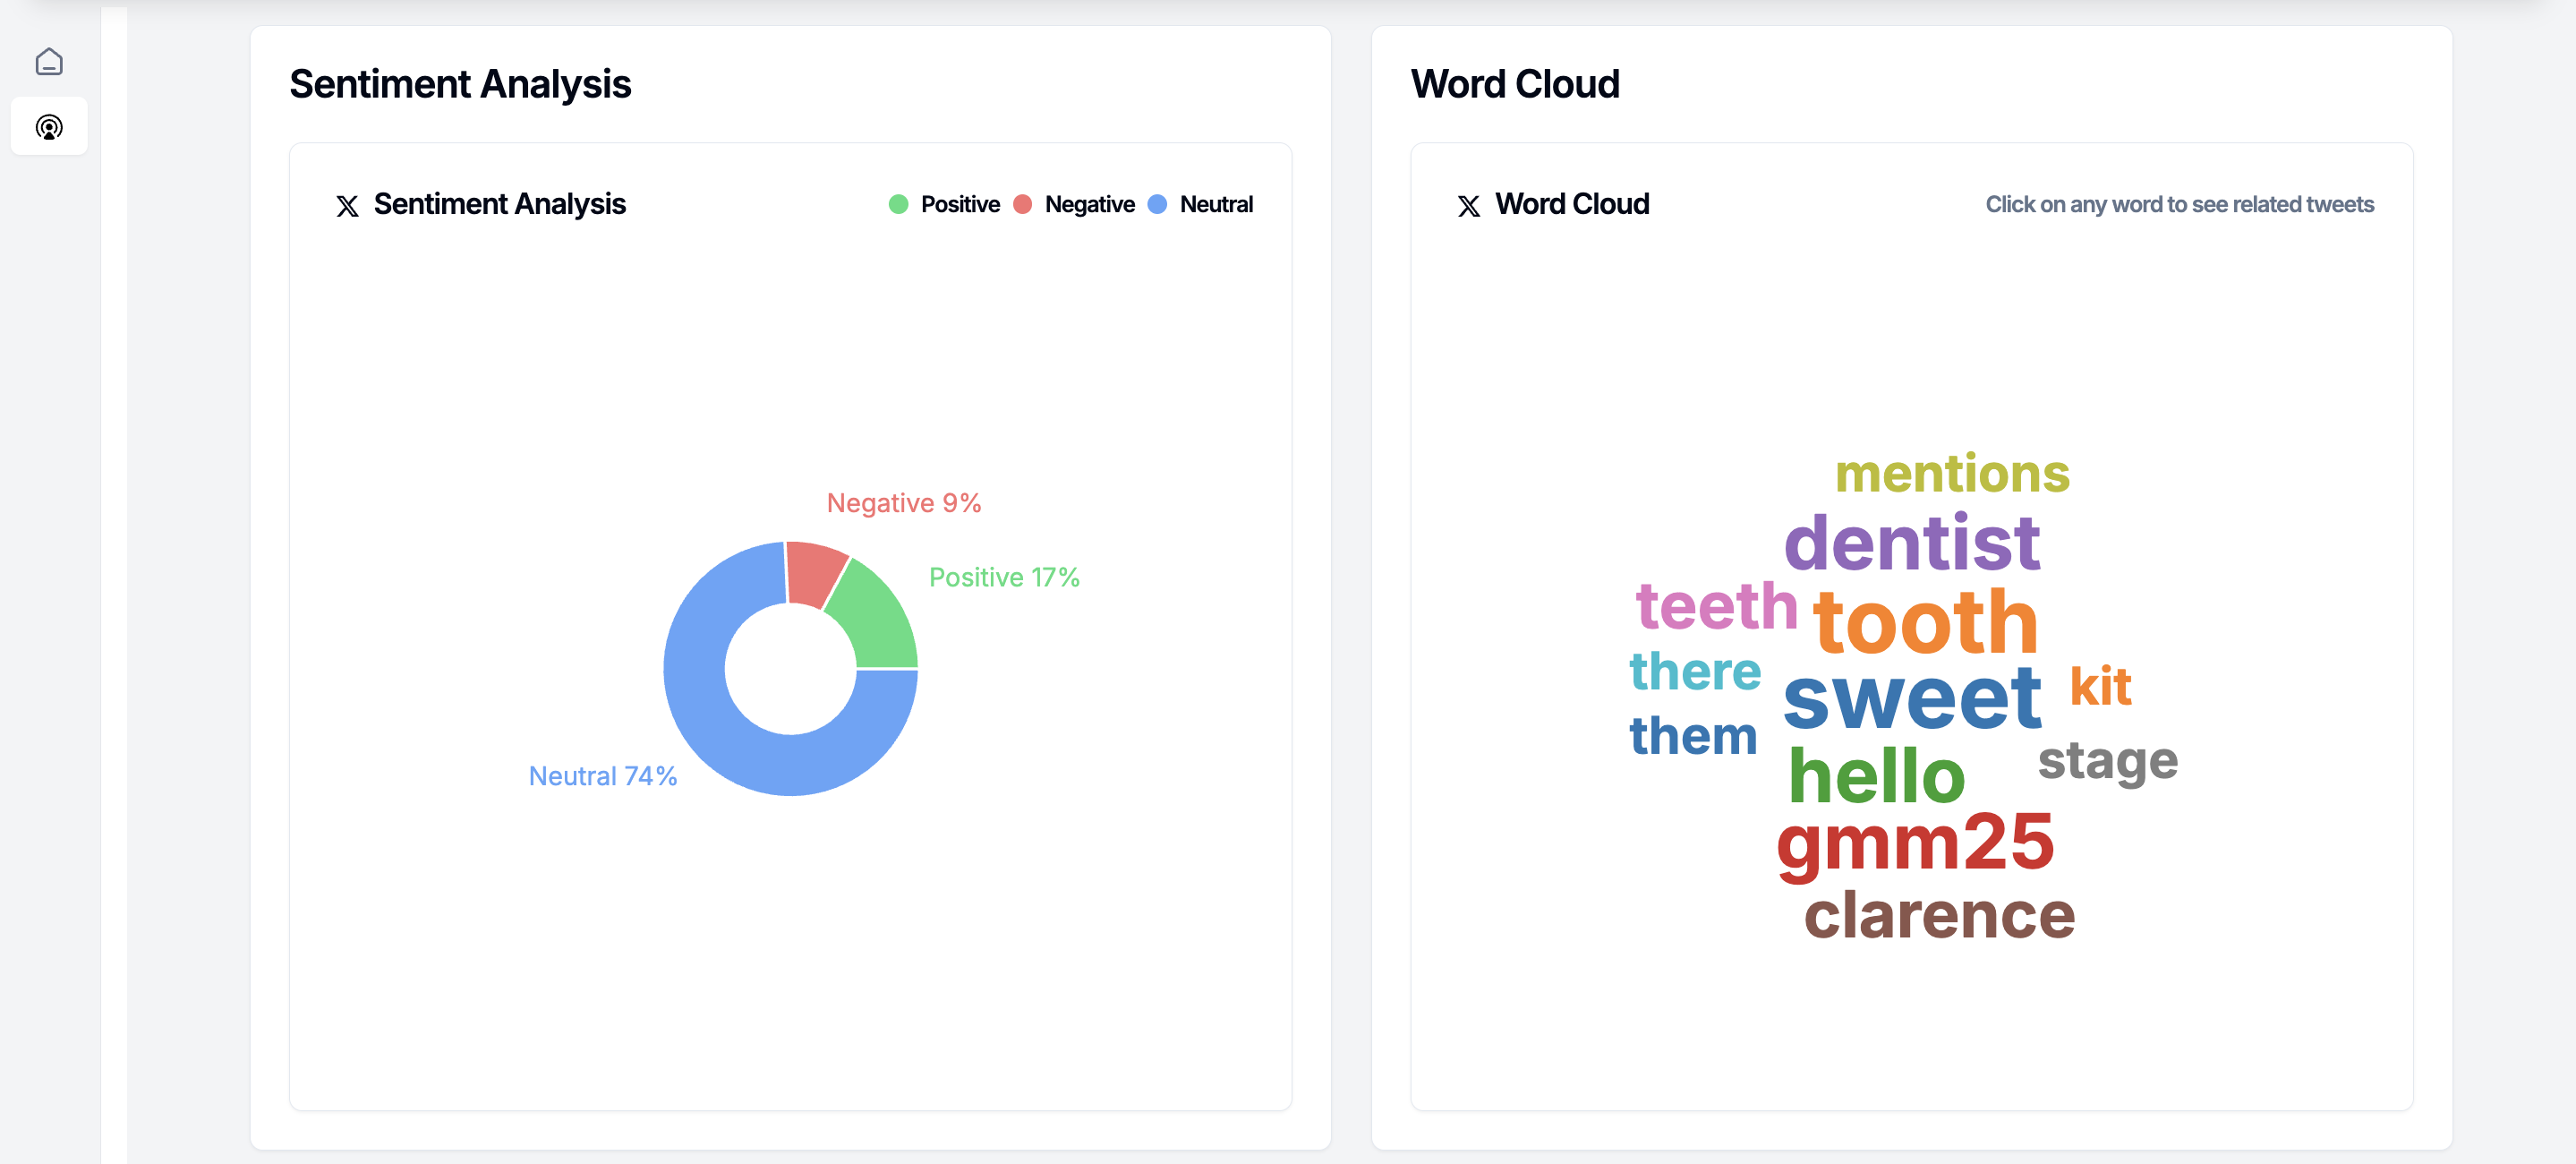 Sentiment Analysis
Sentiment Analysis
Positive Negative Neutral
Negative 9%
Positive 17%
Neutral 74%
Word Cloud
Word Cloud
Click on any word to see related tweets
mentions
dentist
teeth tooth
there sweet kit
them
hello stage
gmm25
clarence